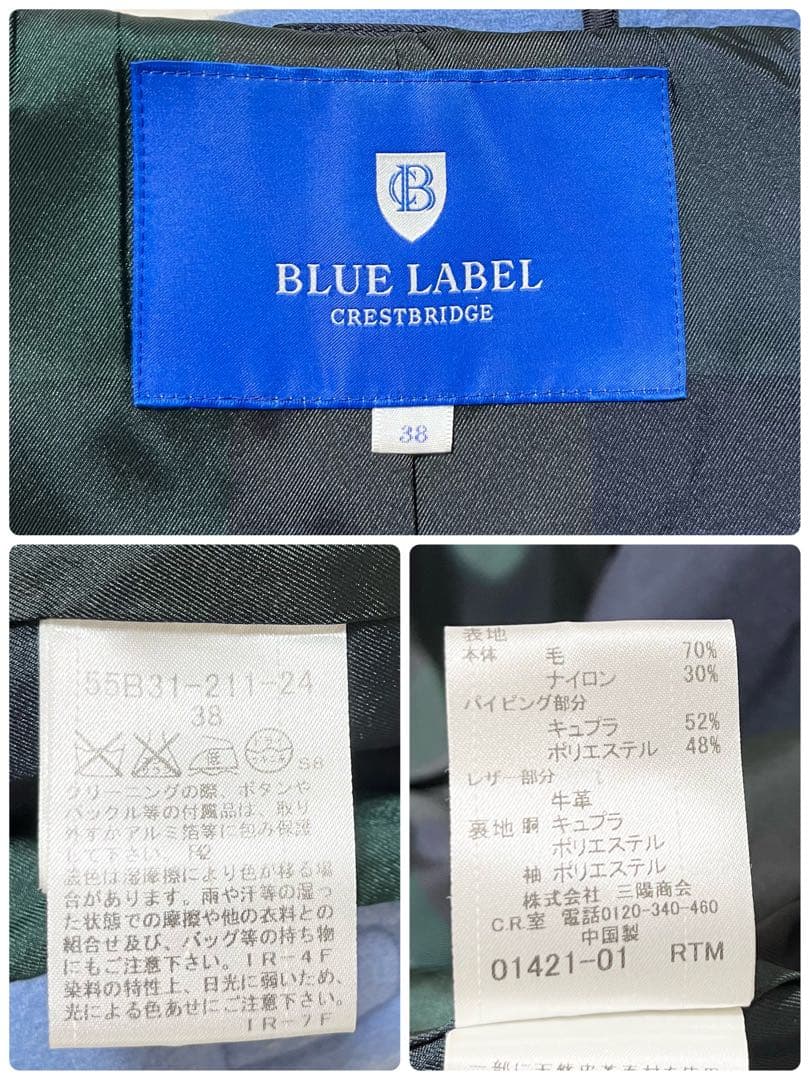 CB
BLUE LABEL
CRESTBRIDGE
38
55B31-211-24
38
S8
クリーニングの際、ボタンや
バックル等の付属品は、取り
外すかアルミ箔等に包み保護
して下さい。F42
濃色は湿摩擦により色が移る場
合があります。雨や汗等の湿っ
た状態での摩擦や他の衣料との
組合せ及び、バッグ等の持ち物
にもご注意下さい。IR-4F
染料の特性上、日光に弱いため、
光による色あせにご注意下さい。
IR-7F
表地
本体 毛 70%
ナイロン 30%
パイピング部分
キュプラ 52%
ポリエステル 48%
レザー部分
牛革
裏地 胴 キュプラ
ポリエステル
袖 ポリエステル
株式会社 三陽商会
C.R.室 電話0120-340-460
中国製
01421-01 RTM